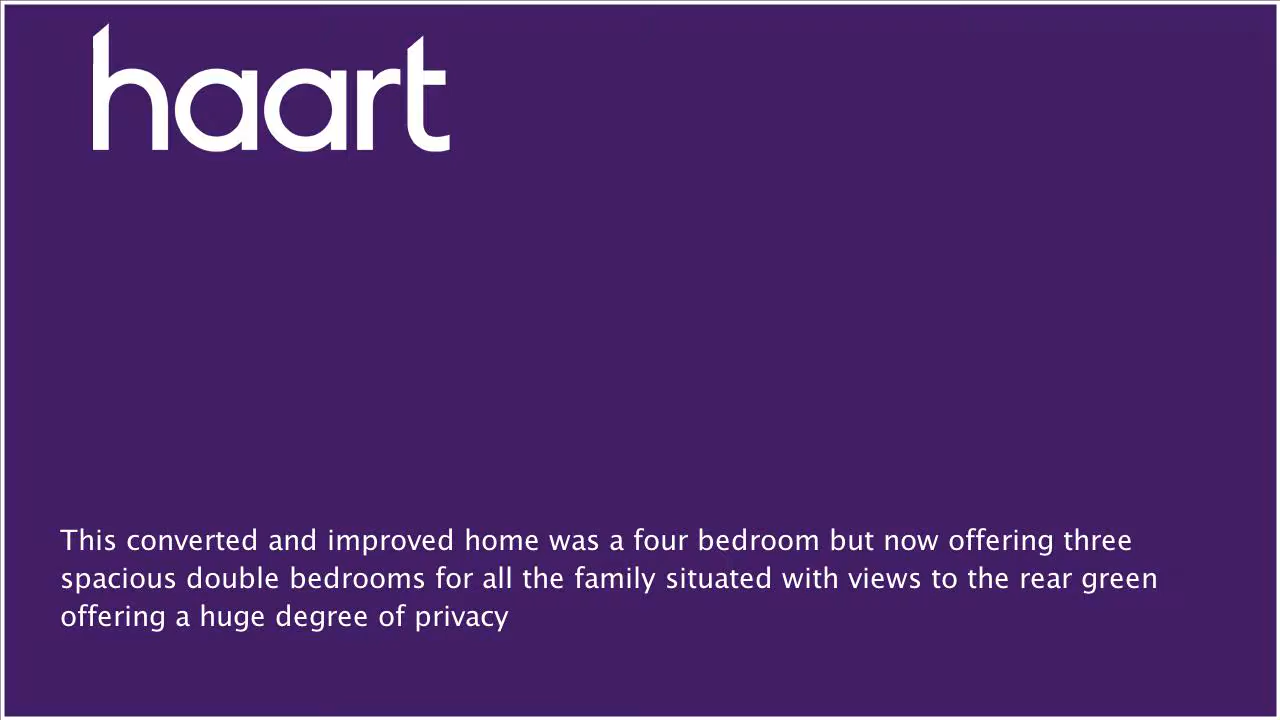 haart
This converted and improved home was a four bedroom but now offering three
spacious double bedrooms for all the family situated with views to the rear green
offering a huge degree of privacy